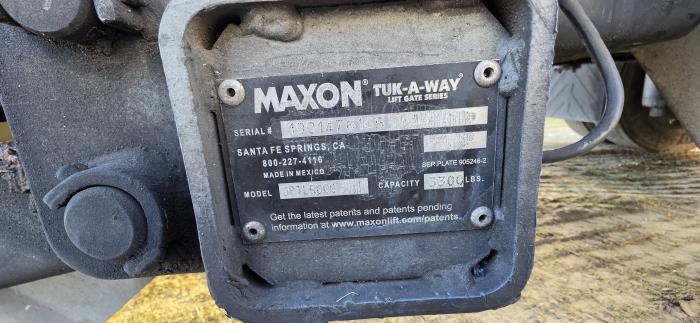 MAXON® TUK-A-WAY®
LIFT GATE SERIES
SERIAL #
SANTA FE SPRINGS, CA
800-227-4116
MADE IN MEXICO
SER.PLATE 905246-2
MODEL CAPACITY LBS.
Get the latest patents and patents pending
information at www.maxonlift.com/patents.